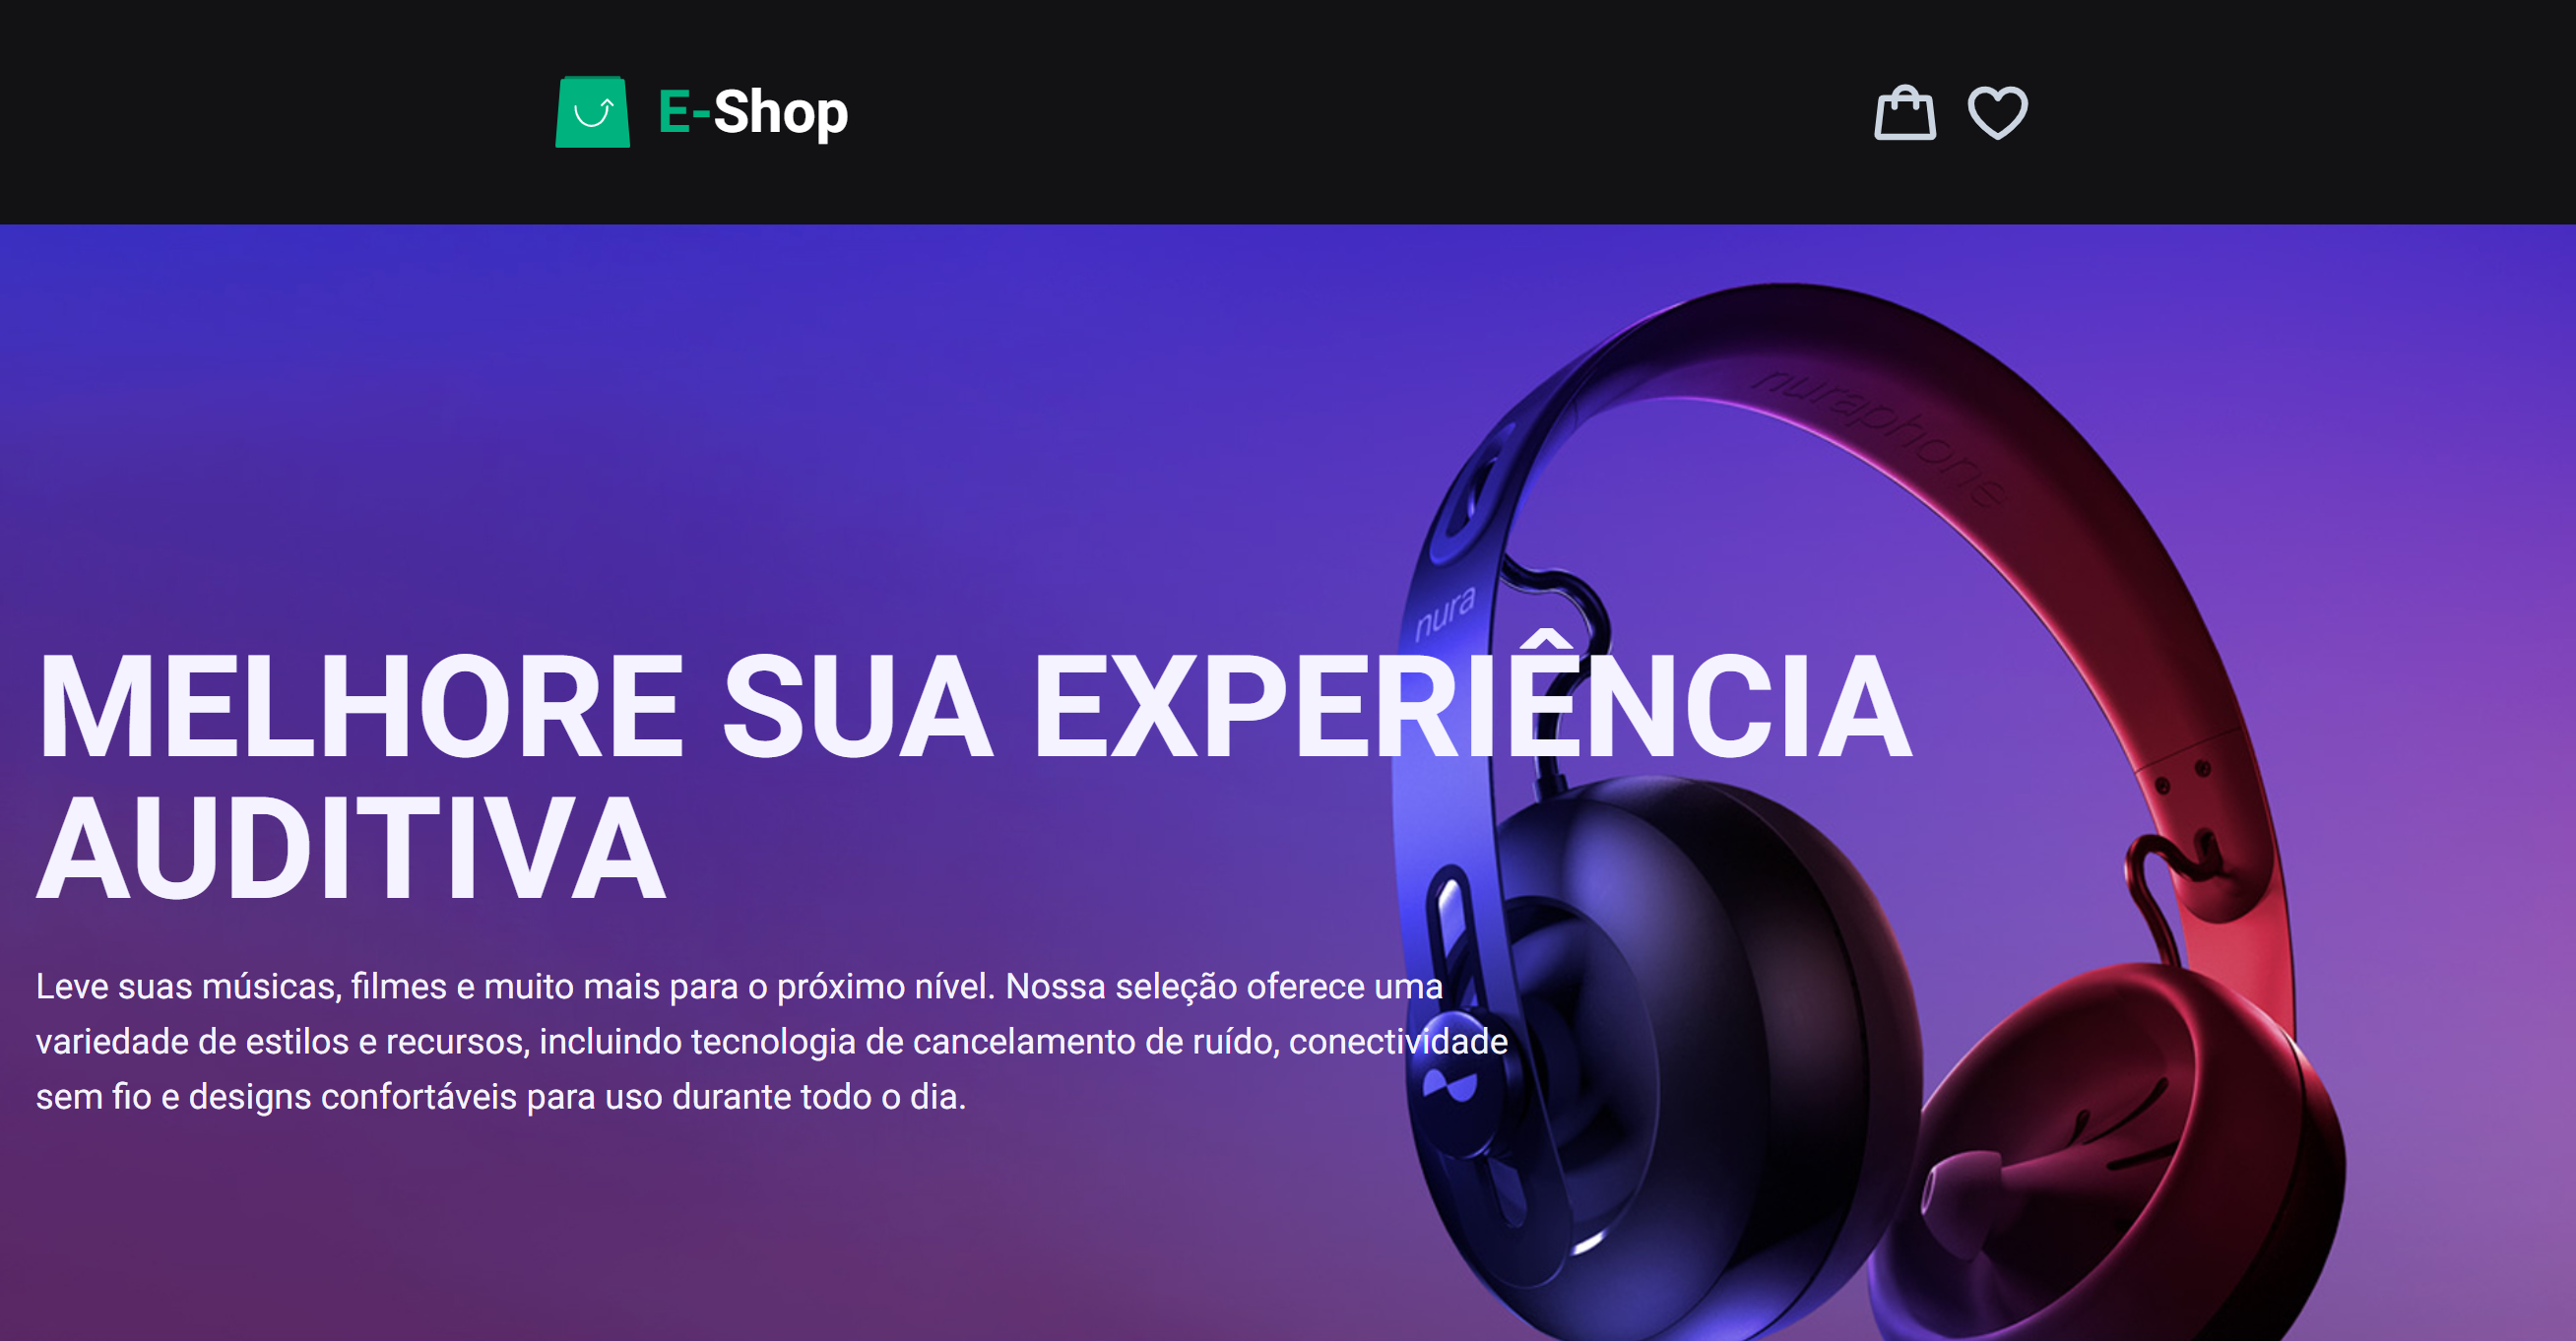 E-Shop
nuraphone
nura
MELHORE SUA EXPERIÊNCIA
AUDITIVA
Leve suas músicas, filmes e muito mais para o próximo nível. Nossa seleção oferece uma
variedade de estilos e recursos, incluindo tecnologia de cancelamento de ruído, conectividade
sem fio e designs confortáveis para uso durante todo o dia.